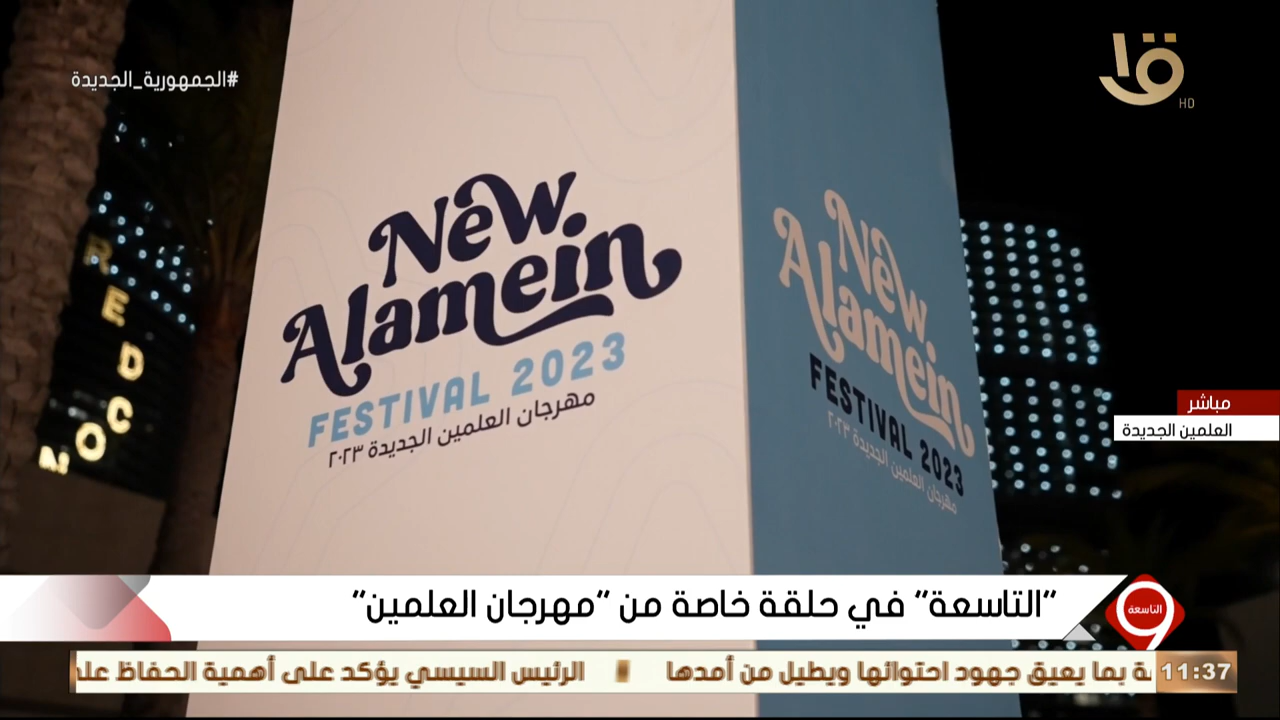 #الجمهورية_الجديدة
HD
New
Alamein
FESTIVAL 2023
مهرجان العلمين الجديدة ٢٠٢٣
New
Alamein
FESTIVAL 2023
مهرجان العلمين الجديدة ٢٠٢٣
مباشر
العلمين الجديدة
"التاسعة" في حلقة خاصة من "مهرجان العلمين"
التاسعة
9
بما يعيق جهود احتوائها ويطيل من أمدها
الرئيس السيسي يؤكد على أهمية الحفاظ
11:37